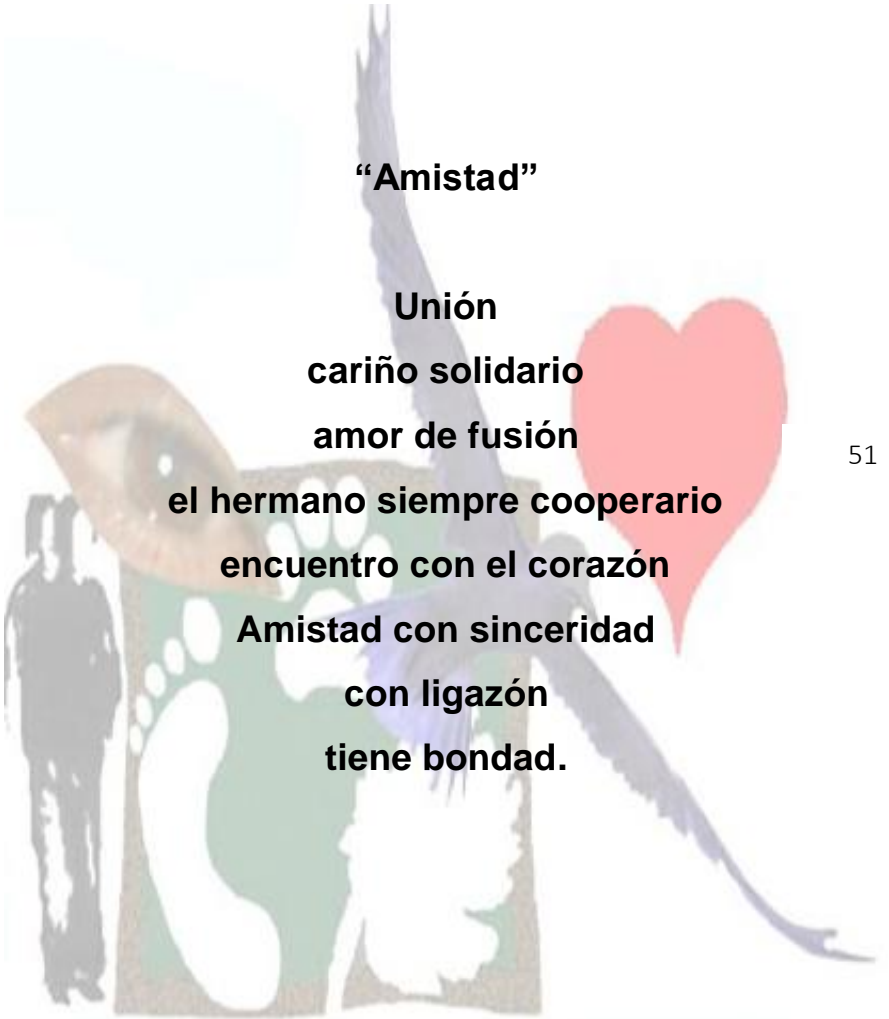 “Amistad”
Unión
cariño solidario
amor de fusión
51
el hermano siempre cooperario
encuentro con el corazón
Amistad con sinceridad
con ligazón
tiene bondad.